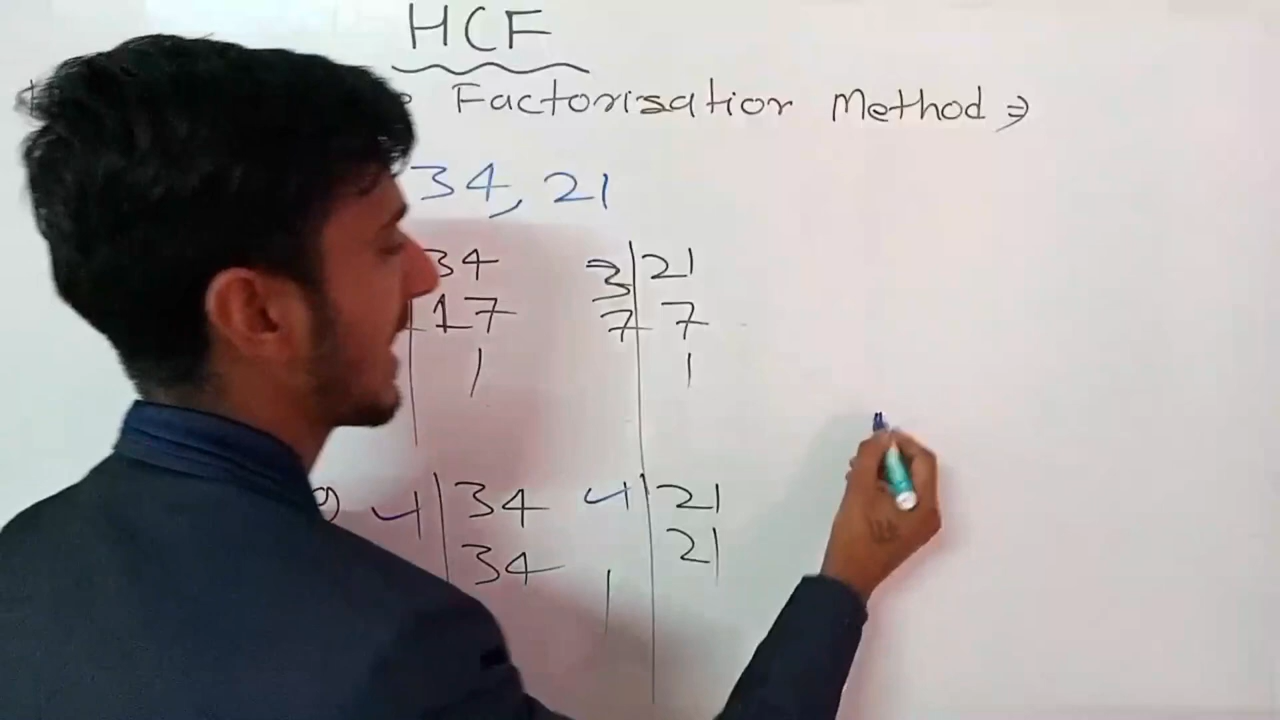 HCF
Factorisation Method ⇒
34, 21
34 3 21
17 7 7
1 1
4 34 4 21
34 1 21